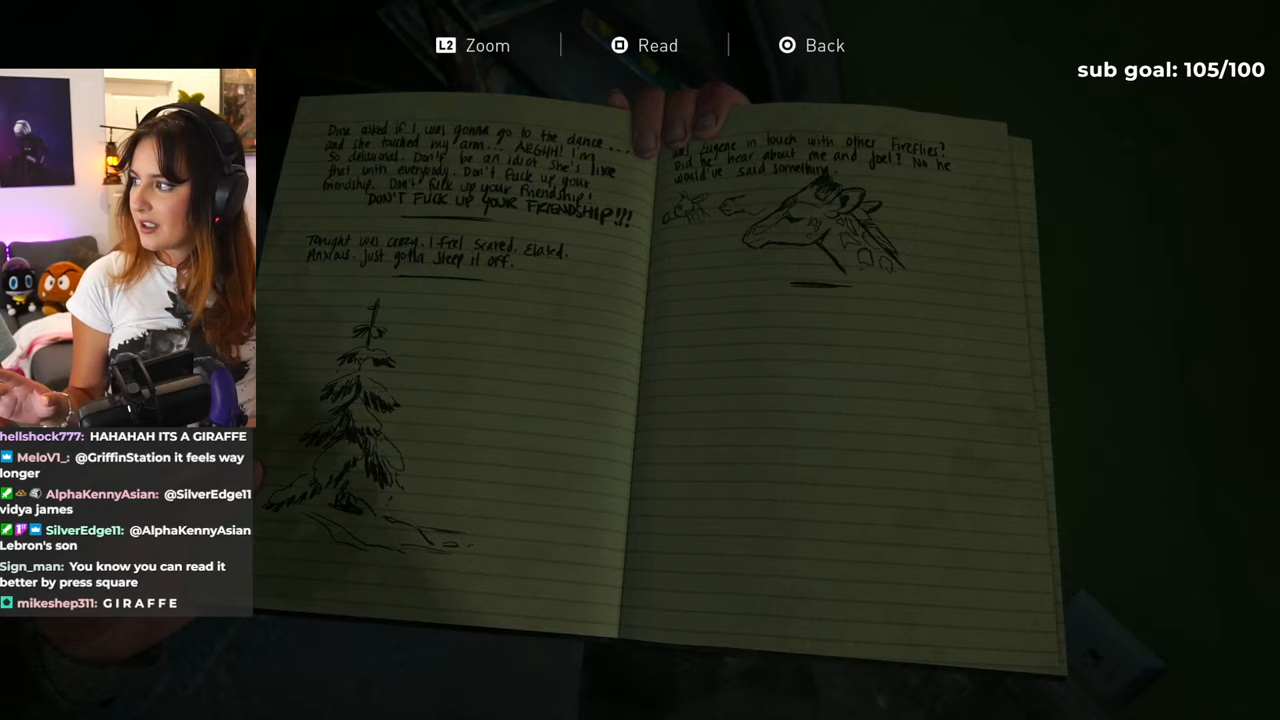 L2 Zoom
Read
Back
sub goal: 105/100
Dina asked if I was gonna go to the dance...
and she touched my arm... ARGHH! I'm
so delusional. Don't be an idiot. She's like
that with everybody. Don't fuck up your
friendship. Don't fuck up your friendship!
DON'T FUCK UP YOUR FRIENDSHIP!!!
Tonight was crazy. I feel scared. Elated.
Anxious. Just gotta sleep it off.
Was Eugene in touch with other Fireflies?
Did he hear about me and Joel? No he
would've said something.
hellshock777: HAHAHAH ITS A GIRAFFE
MeloV1_: @GriffinStation it feels way
longer
AlphaKennyAsian: @SilverEdge11
vidya james
SilverEdge11: @AlphaKennyAsian
Lebron's son
Sign_man: You know you can read it
better by press square
mikeshep311: G I R A F F E